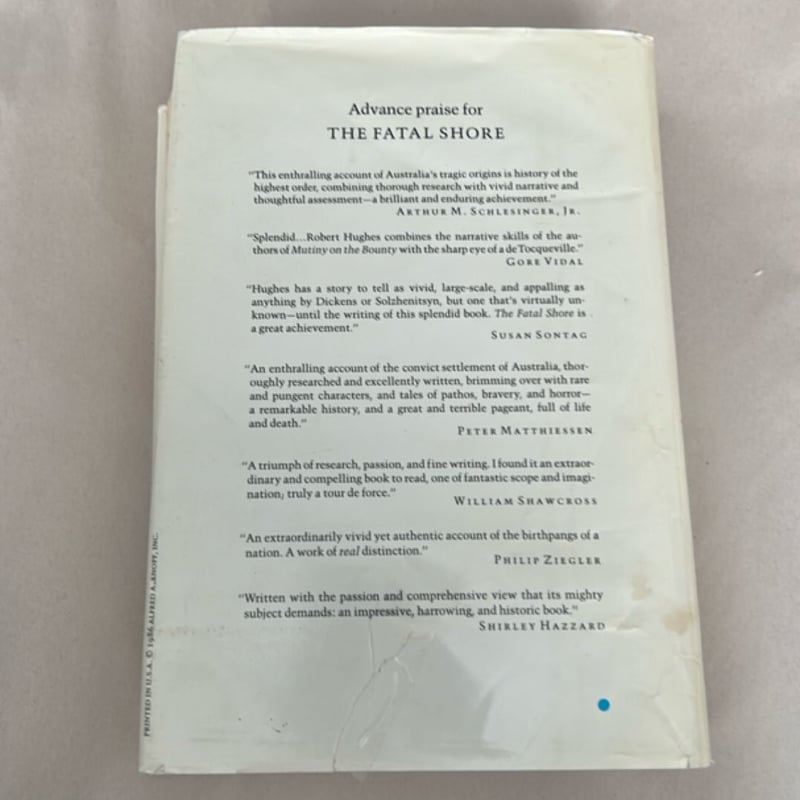 Advance praise for
THE FATAL SHORE
“This enthralling account of Australia's tragic origins is history of the
highest order, combining thorough research with vivid narrative and
thoughtful assessment—a brilliant and enduring achievement.”
ARTHUR M. SCHLESINGER, JR.
“Splendid...Robert Hughes combines the narrative skills of the au-
thors of Mutiny on the Bounty with the sharp eye of a deTocqueville.”
GORE VIDAL
“Hughes has a story to tell as vivid, large-scale, and appalling as
anything by Dickens or Solzhenitsyn, but one that's virtually un-
known—until the writing of this splendid book. The Fatal Shore is
a great achievement.”
SUSAN SONTAG
“An enthralling account of the convict settlement of Australia, thor-
oughly researched and excellently written, brimming over with rare
and pungent characters, and tales of pathos, bravery, and horror—
a remarkable history, and a great and terrible pageant, full of life
and death.”
PETER MATTHIESSEN
“A triumph of research, passion, and fine writing. I found it an extraor-
dinary and compelling book to read, one of fantastic scope and imagi-
nation; truly a tour de force.”
WILLIAM SHAWCROSS
“An extraordinarily vivid yet authentic account of the birthpangs of a
nation. A work of real distinction.”
PHILIP ZIEGLER
“Written with the passion and comprehensive view that its mighty
subject demands: an impressive, harrowing, and historic book.”
SHIRLEY HAZZARD
PRINTED IN U.S.A. © 1986 ALFRED A. KNOPF, INC.